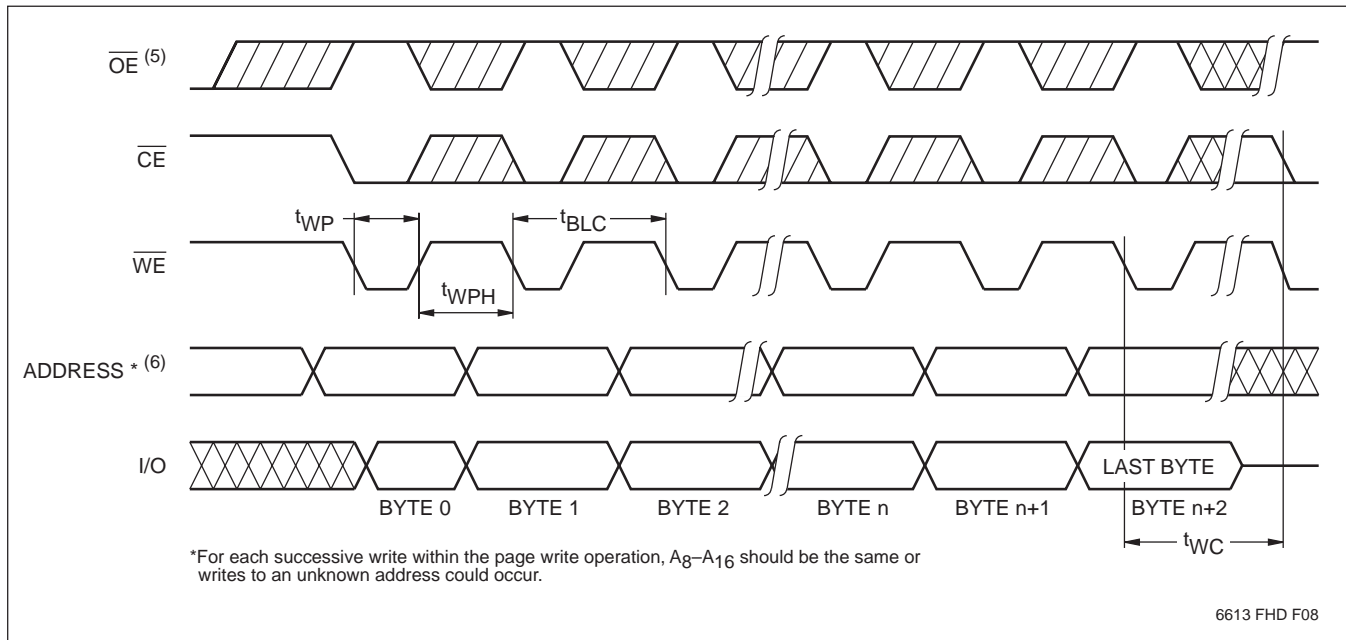 OE (5)
CE
tWP
tBLC
WE
tWPH
ADDRESS * (6)
I/O
LAST BYTE
BYTE 0 BYTE 1 BYTE 2 BYTE n BYTE n+1 BYTE n+2
tWC
*For each successive write within the page write operation, A8–A16 should be the same or
writes to an unknown address could occur.
6613 FHD F08